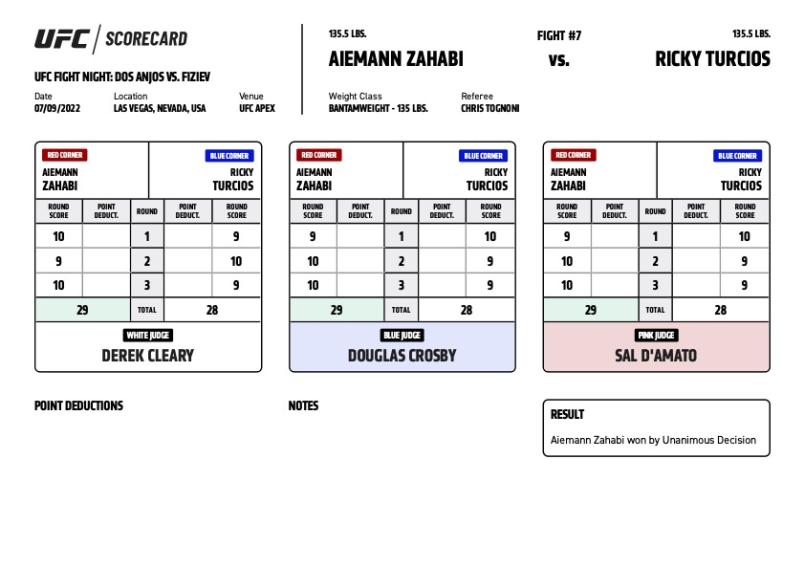 UFC / SCORECARD
UFC FIGHT NIGHT: DOS ANJOS VS. FIZIEV
Date Location Venue
07/09/2022 LAS VEGAS, NEVADA, USA UFC APEX
135.5 LBS. FIGHT #7 135.5 LBS.
AIEMANN ZAHABI vs. RICKY TURCIOS
Weight Class Referee
BANTAMWEIGHT - 135 LBS. CHRIS TOGNONI
RED CORNER BLUE CORNER
AIEMANN RICKY
ZAHABI TURCIOS
ROUND SCORE POINT DEDUCT. ROUND POINT DEDUCT. ROUND SCORE
10 1 9
9 2 10
10 3 9
29 TOTAL 28
WHITE JUDGE
DEREK CLEARY
RED CORNER BLUE CORNER
AIEMANN RICKY
ZAHABI TURCIOS
ROUND SCORE POINT DEDUCT. ROUND POINT DEDUCT. ROUND SCORE
9 1 10
10 2 9
10 3 9
29 TOTAL 28
BLUE JUDGE
DOUGLAS CROSBY
RED CORNER BLUE CORNER
AIEMANN RICKY
ZAHABI TURCIOS
ROUND SCORE POINT DEDUCT. ROUND POINT DEDUCT. ROUND SCORE
9 1 10
10 2 9
10 3 9
29 TOTAL 28
PINK JUDGE
SAL D'AMATO
POINT DEDUCTIONS
NOTES
RESULT
Aiemann Zahabi won by Unanimous Decision